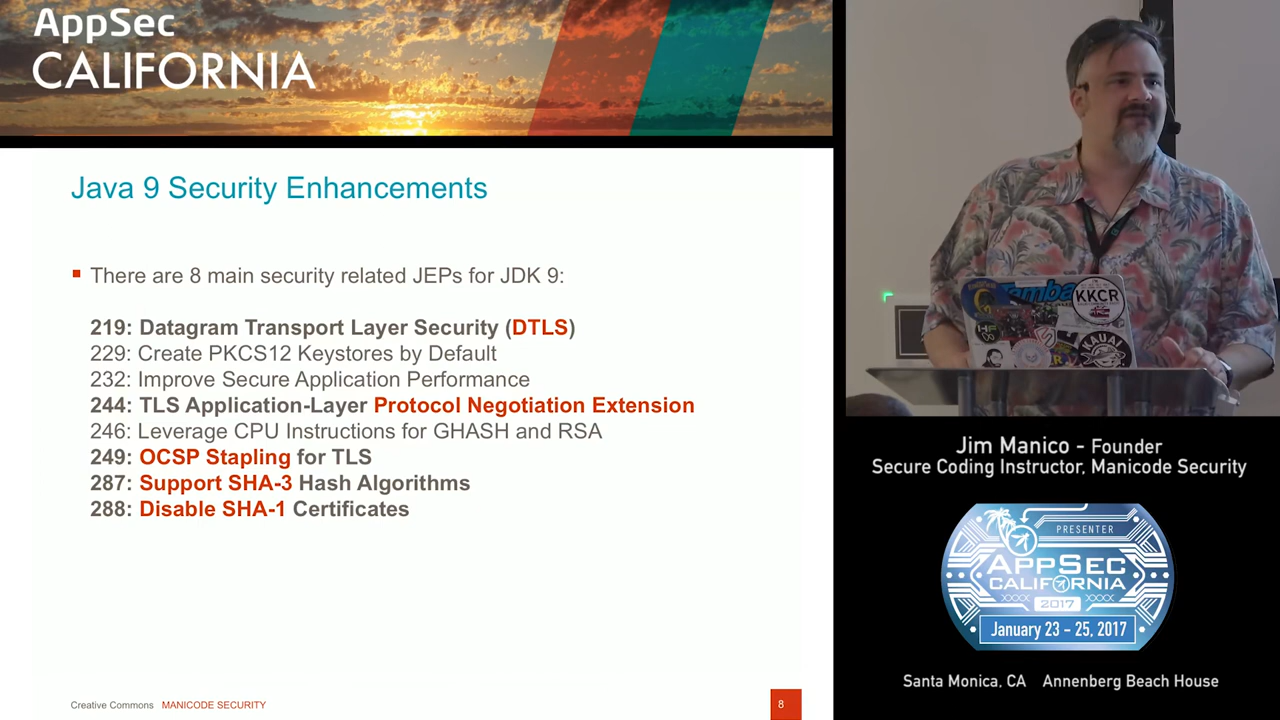 AppSec
CALIFORNIA
Java 9 Security Enhancements
There are 8 main security related JEPs for JDK 9:
219: Datagram Transport Layer Security (DTLS)
229: Create PKCS12 Keystores by Default
232: Improve Secure Application Performance
244: TLS Application-Layer Protocol Negotiation Extension
246: Leverage CPU Instructions for GHASH and RSA
249: OCSP Stapling for TLS
287: Support SHA-3 Hash Algorithms
288: Disable SHA-1 Certificates
Creative Commons MANICODE SECURITY
8
KKCR
KAUAI
Jim Manico - Founder
Secure Coding Instructor, Manicode Security
PRESENTER
APPSEC
CALIFORNIA
2017
January 23 - 25, 2017
Santa Monica, CA Annenberg Beach House